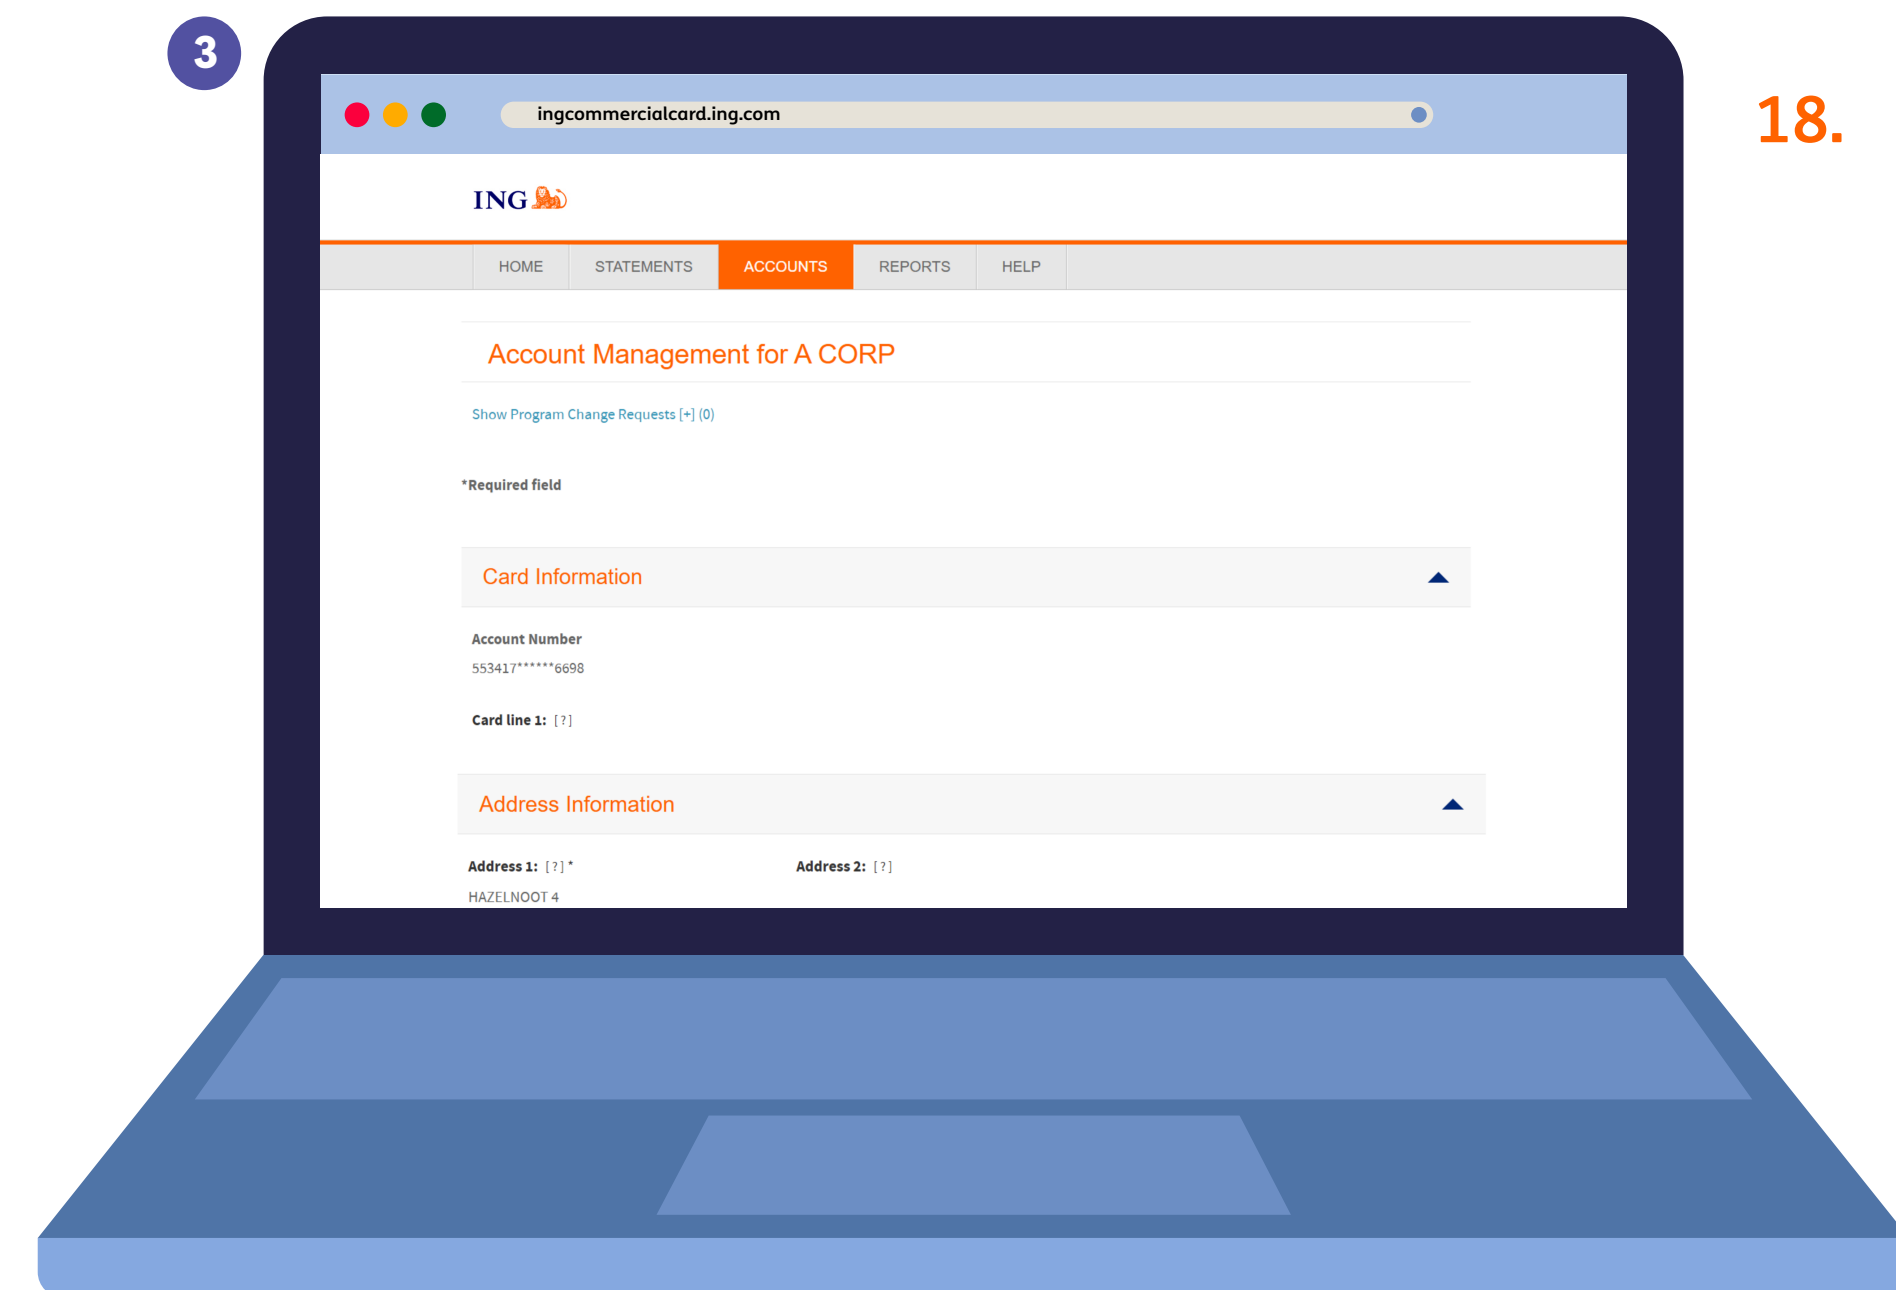 3
18.
ingcommercialcard.ing.com
ING
HOME STATEMENTS ACCOUNTS REPORTS HELP
Account Management for A CORP
Show Program Change Requests [+] (0)
*Required field
Card Information
Account Number
553417******6698
Card line 1: [?]
Address Information
Address 1: [?] * Address 2: [?]
HAZELNOOT 4